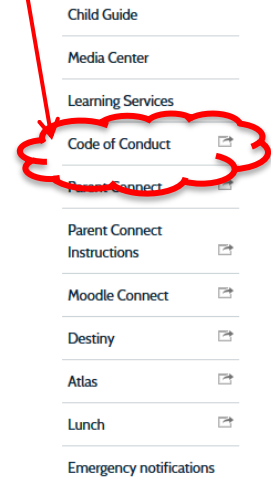 Child Guide
Media Center
Learning Services
Code of Conduct
Parent Connect
Parent Connect
Instructions
Moodle Connect
Destiny
Atlas
Lunch
Emergency notifications